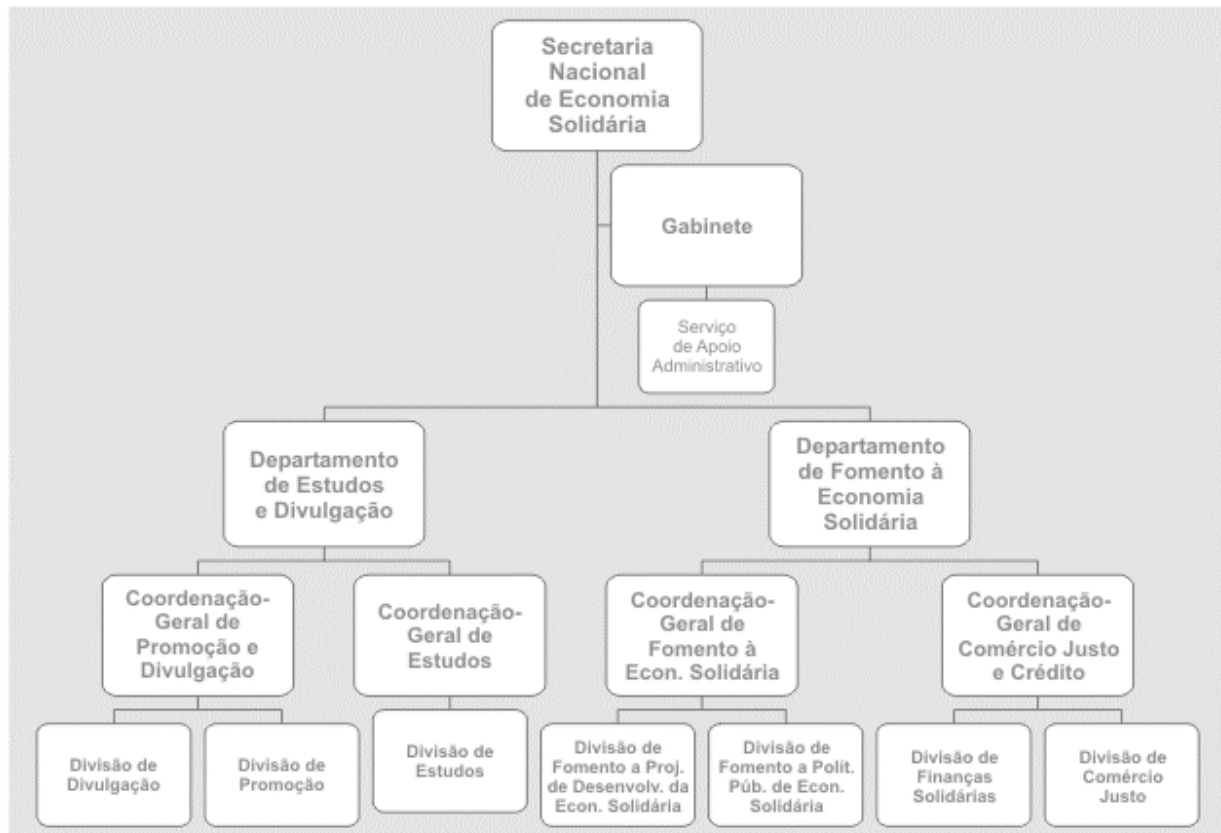 Secretaria
Nacional
de Economia
Solidária
Gabinete
Serviço
de Apoio
Administrativo
Departamento
de Estudos
e Divulgação
Departamento
de Fomento à
Economia
Solidária
Coordenação-
Geral de
Promoção e
Divulgação
Coordenação-
Geral de
Estudos
Coordenação-
Geral de
Fomento à
Econ. Solidária
Coordenação-
Geral de
Comércio Justo
e Crédito
Divisão de
Divulgação
Divisão de
Promoção
Divisão de
Estudos
Divisão de
Fomento a Proj.
de Desenvolv. da
Econ. Solidária
Divisão de
Fomento a Polít.
Púb. de Econ.
Solidária
Divisão de
Finanças
Solidárias
Divisão de
Comércio
Justo